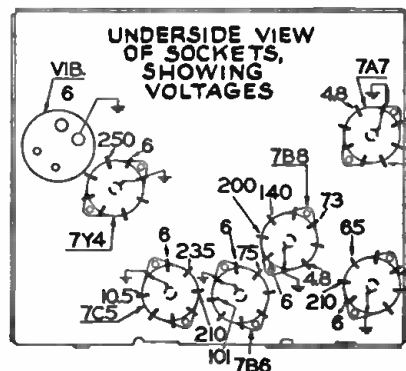 UNDERSIDE VIEW
OF SOCKETS,
SHOWING
VOLTAGES
VIB.
6
7A7
4.8
250
6
7Y4
7B8
200
140
73
6
4.8
6
235
10.5
7C5
210
6
75
101
7B6
65
210
6